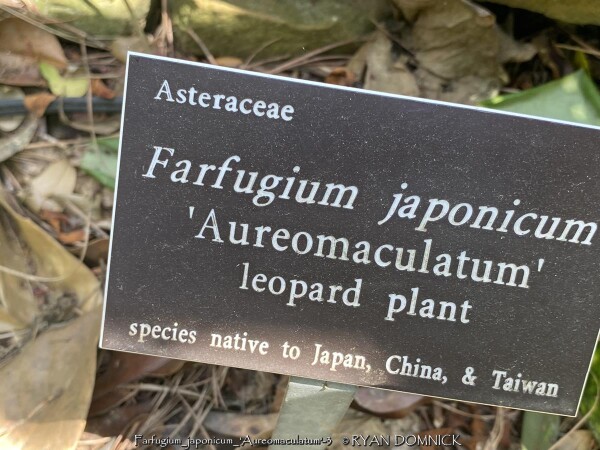 Asteraceae
Farfugium japonicum
'Aureomaculatum'
leopard plant
species native to Japan, China, & Taiwan
Farfugium_japonicum_'Aureomaculatum'-3 © RYAN DOMNICK